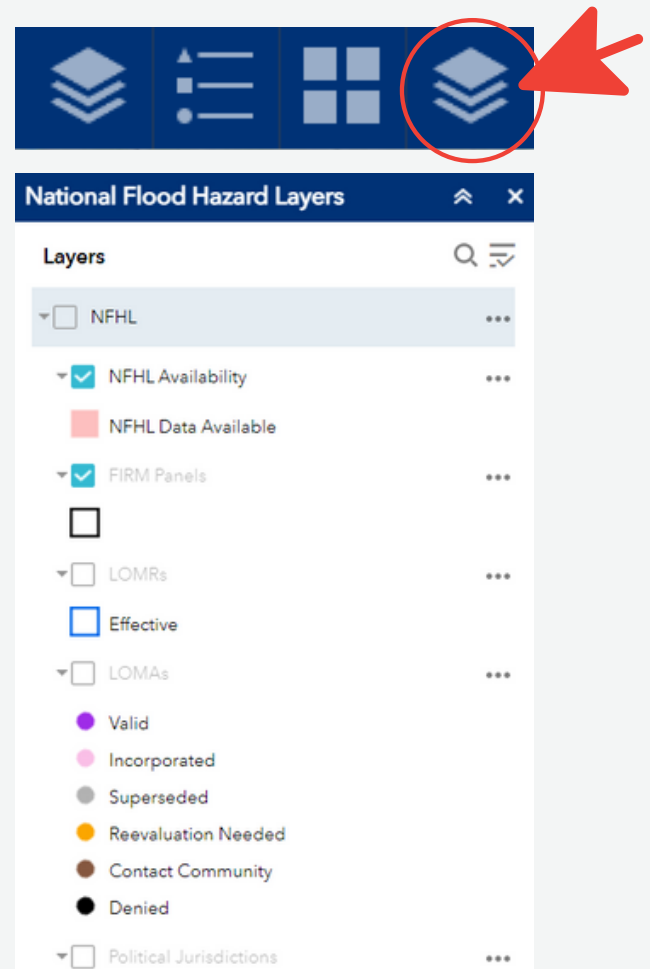 National Flood Hazard Layers
Layers
NFHL
NFHL Availability
NFHL Data Available
FIRM Panels
LOMRs
Effective
LOMAs
Valid
Incorporated
Superseded
Reevaluation Needed
Contact Community
Denied
Political Jurisdictions